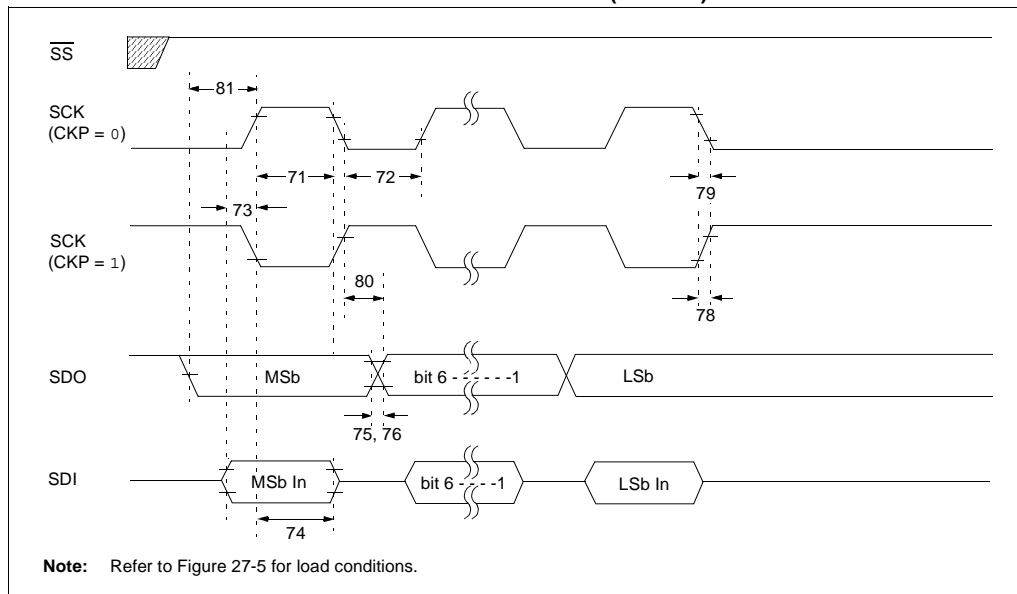 SS
81
SCK
(CKP = 0)
71
72
79
73
SCK
(CKP = 1)
80
78
SDO
MSb
bit 6 - - - - - -1
LSb
75, 76
SDI
MSb In
bit 6 - - - -1
LSb In
74
Note: Refer to Figure 27-5 for load conditions.